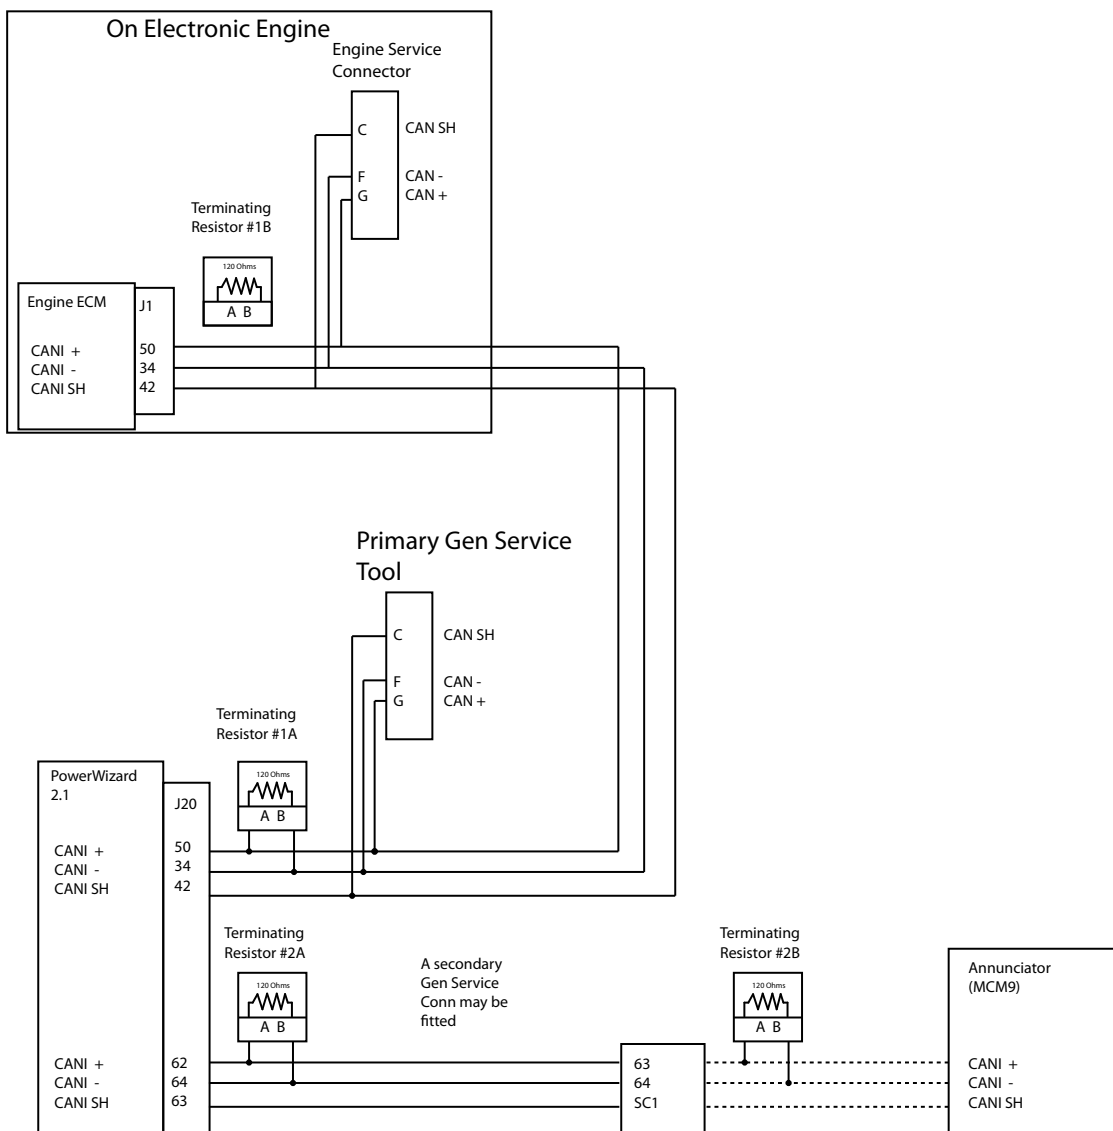 On Electronic Engine
Engine Service
Connector
C
CAN SH
F
CAN -
G
CAN +
Terminating
Resistor #1B
120 Ohms
A B
Engine ECM
J1
CANI +
50
CANI -
34
CANI SH
42
Primary Gen Service
Tool
C
CAN SH
F
CAN -
G
CAN +
Terminating
Resistor #1A
120 Ohms
A B
PowerWizard
2.1
J20
CANI +
50
CANI -
34
CANI SH
42
Terminating
Resistor #2A
120 Ohms
A B
A secondary
Gen Service
Conn may be
fitted
Terminating
Resistor #2B
120 Ohms
A B
Annunciator
(MCM9)
CANI +
62
63
CANI +
CANI -
64
64
CANI -
CANI SH
63
SC1
CANI SH